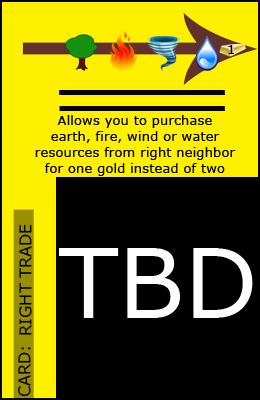 1
Allows you to purchase
earth, fire, wind or water
resources from right neighbor
for one gold instead of two
TBD
CARD: RIGHT TRADE